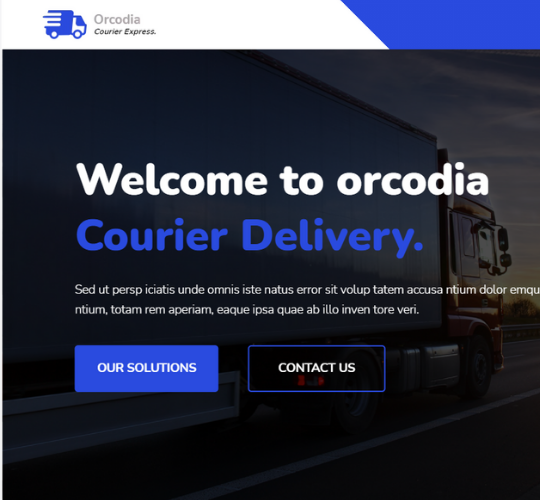 Orcodia
Courier Express.
Welcome to orcodia
Courier Delivery.
Sed ut persp iciatis unde omnis iste natus error sit volup tatem accusa ntium dolor emqu
ntium, totam rem aperiam, eaque ipsa quae ab illo inven tore veri.
OUR SOLUTIONS
CONTACT US